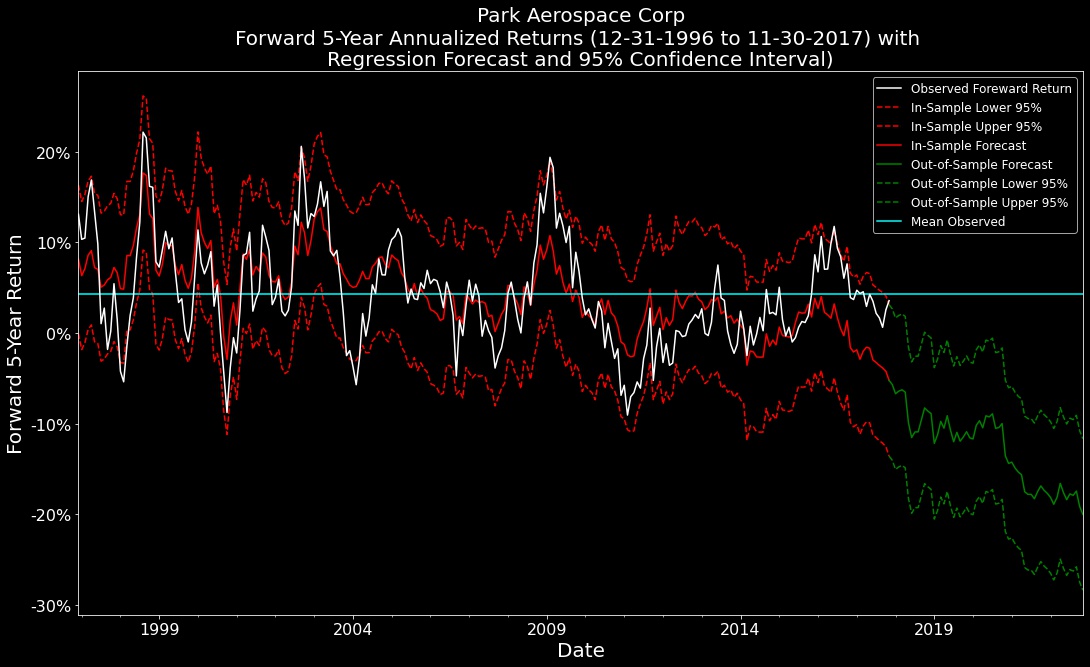 Park Aerospace Corp
Forward 5-Year Annualized Returns (12-31-1996 to 11-30-2017) with
Regression Forecast and 95% Confidence Interval)
Observed Foreward Return
In-Sample Lower 95%
In-Sample Upper 95%
In-Sample Forecast
Out-of-Sample Forecast
Out-of-Sample Lower 95%
Out-of-Sample Upper 95%
Mean Observed
Forward 5-Year Return
20%
10%
0%
-10%
-20%
-30%
1999 2004 2009 2014 2019
Date